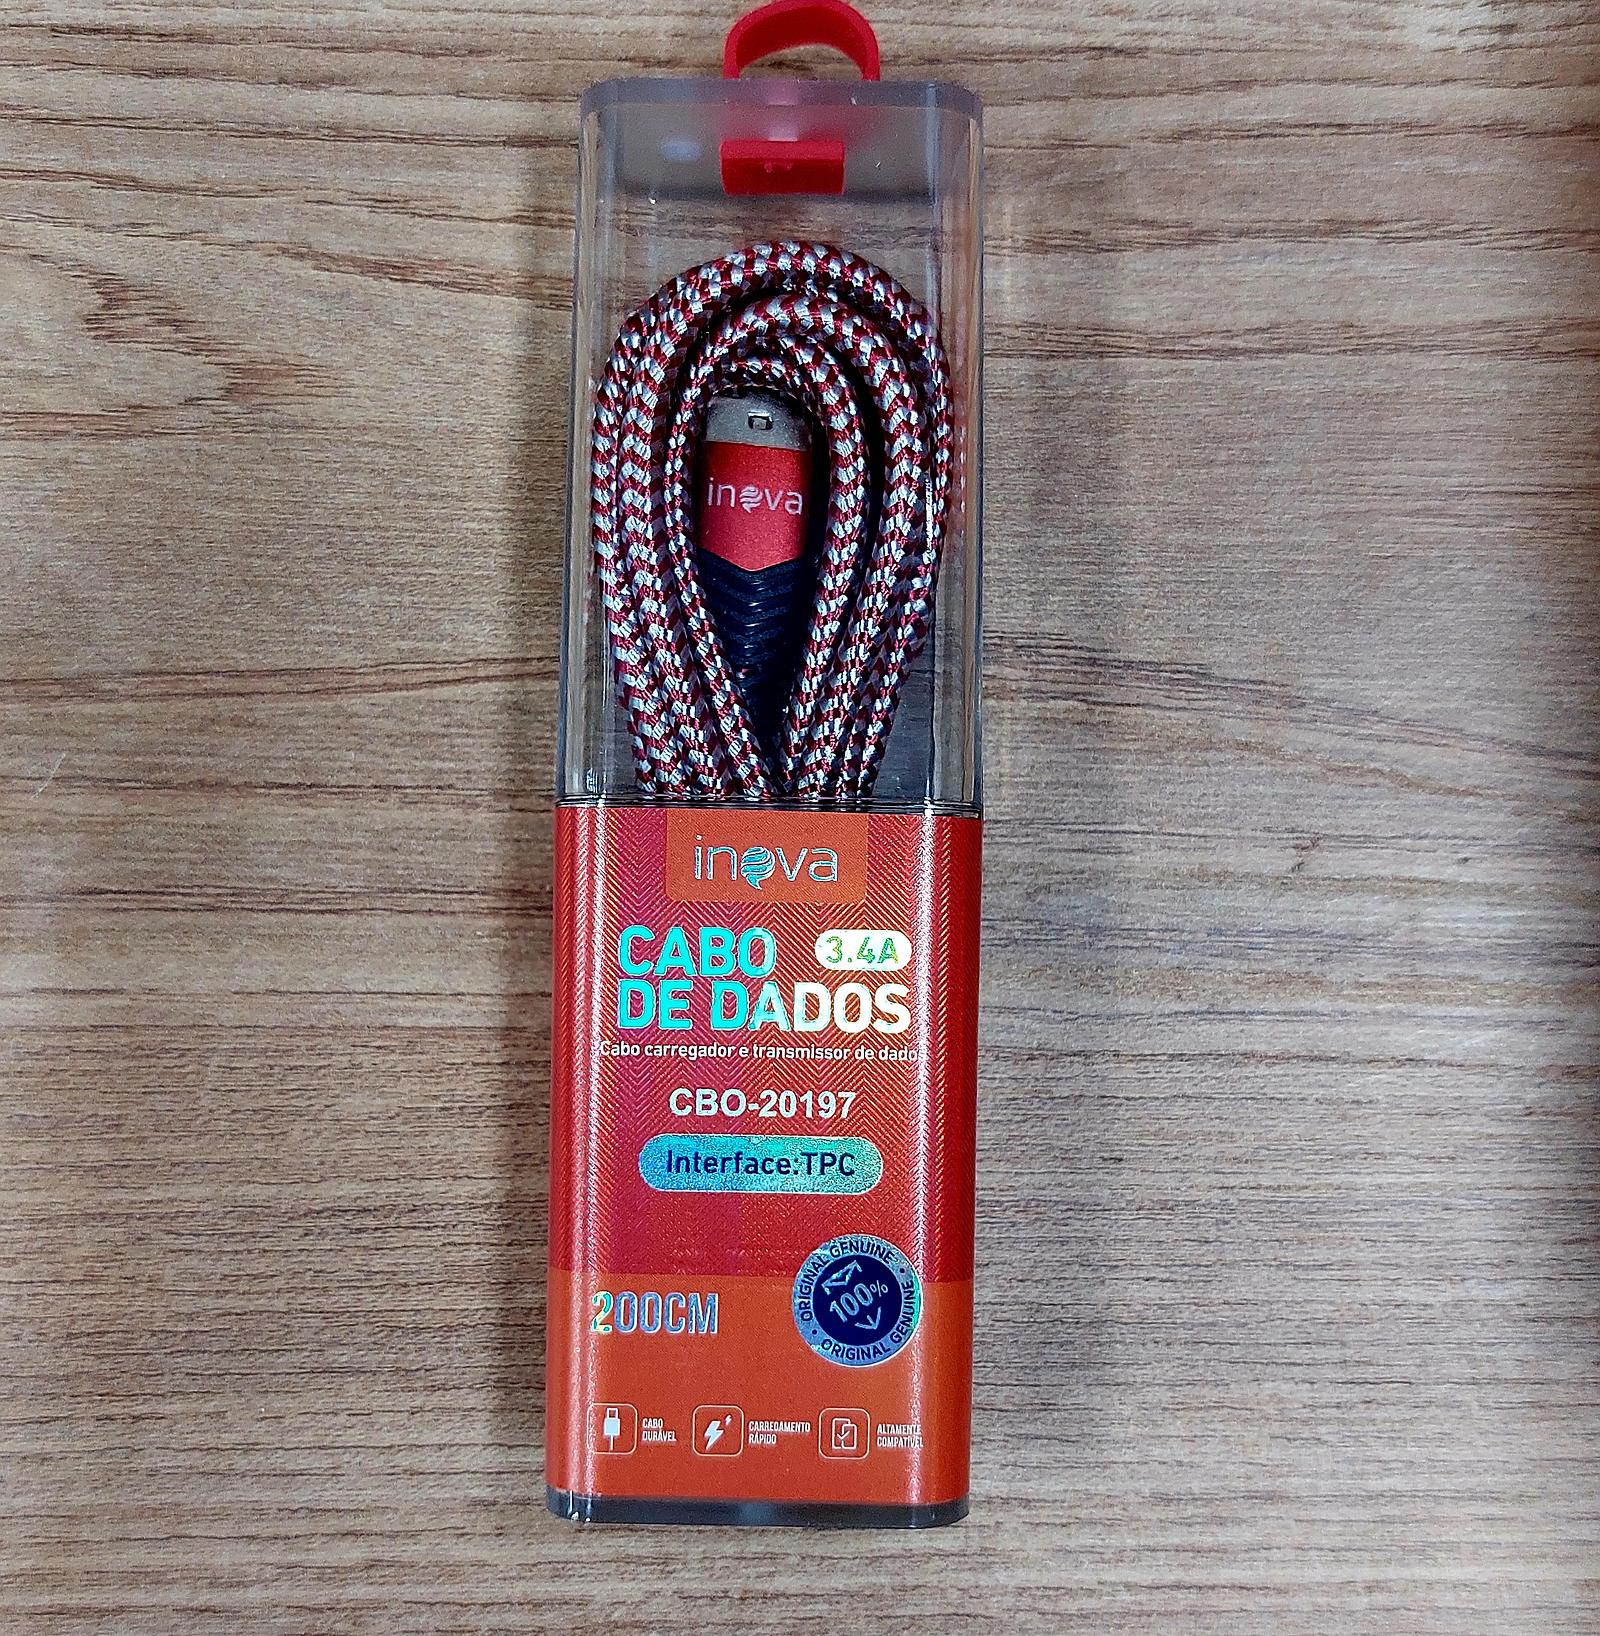 inova
inova
CABO
3.4A
DE DADOS
Cabo carregador e transmissor de dados
CBO-20197
Interface:TPC
200CM
ORIGINAL GENUINE • ORIGINAL GENUINE •
100%
CABO
DURÁVEL
CARREGAMENTO
RÁPIDO
ALTAMENTE
COMPATÍVEL